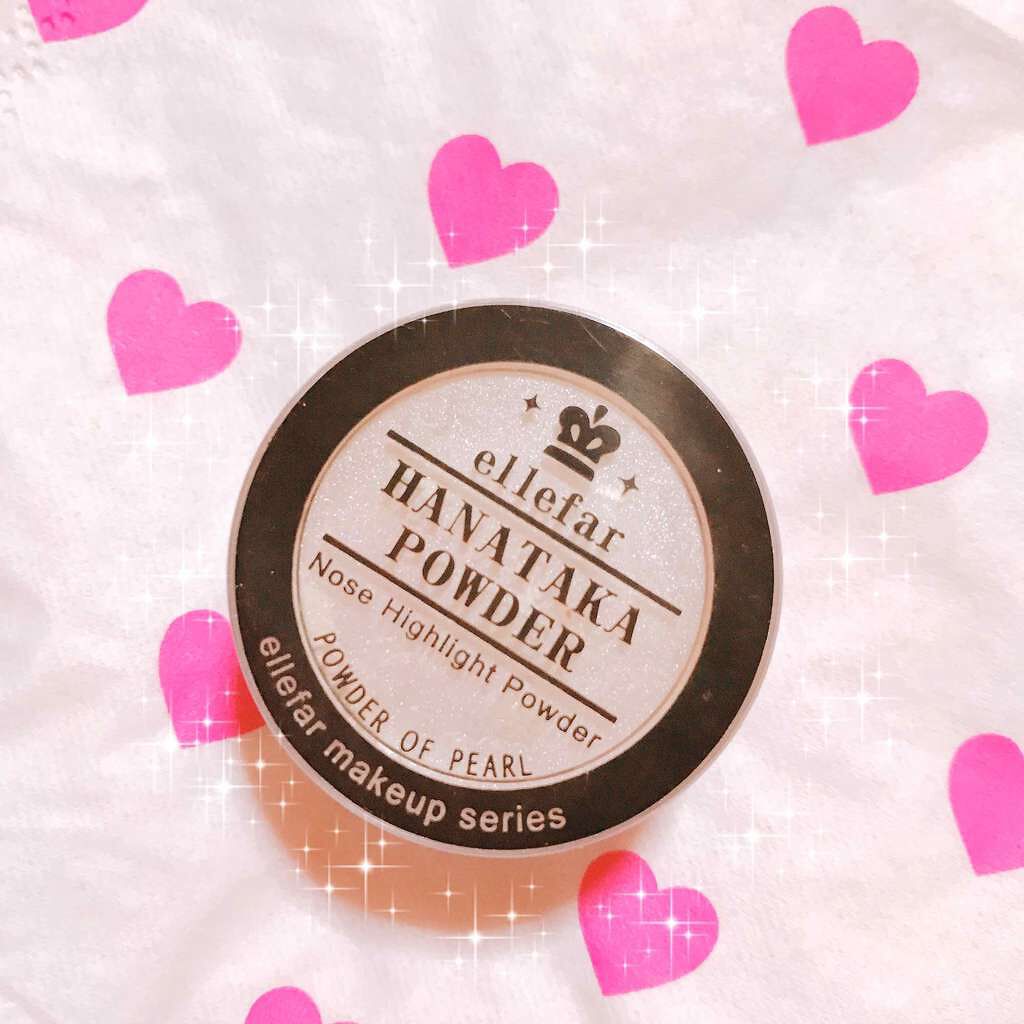 ellefar
HANATAKA
POWDER
Nose Highlight Powder
POWDER OF PEARL
ellefar makeup series